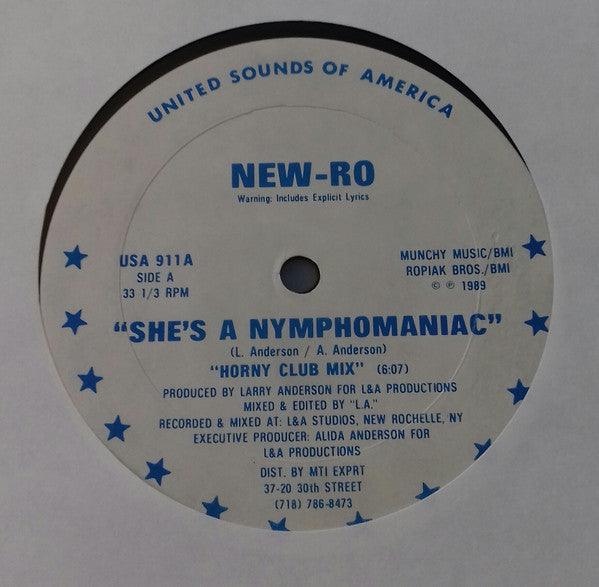 UNITED SOUNDS OF AMERICA
NEW-RO
Warning: Includes Explicit Lyrics
USA 911A
SIDE A
33 1/3 RPM
MUNCHY MUSIC/BMI
ROPIAK BROS./BMI
© ℗ 1989
“SHE'S A NYMPHOMANIAC”
(L. Anderson / A. Anderson)
“HORNY CLUB MIX” (6:07)
PRODUCED BY LARRY ANDERSON FOR L&A PRODUCTIONS
MIXED & EDITED BY “L.A.”
RECORDED & MIXED AT: L&A STUDIOS, NEW ROCHELLE, NY
EXECUTIVE PRODUCER: ALIDA ANDERSON FOR
L&A PRODUCTIONS
DIST. BY MTI EXPRT
37-20 30th STREET
(718) 786-8473